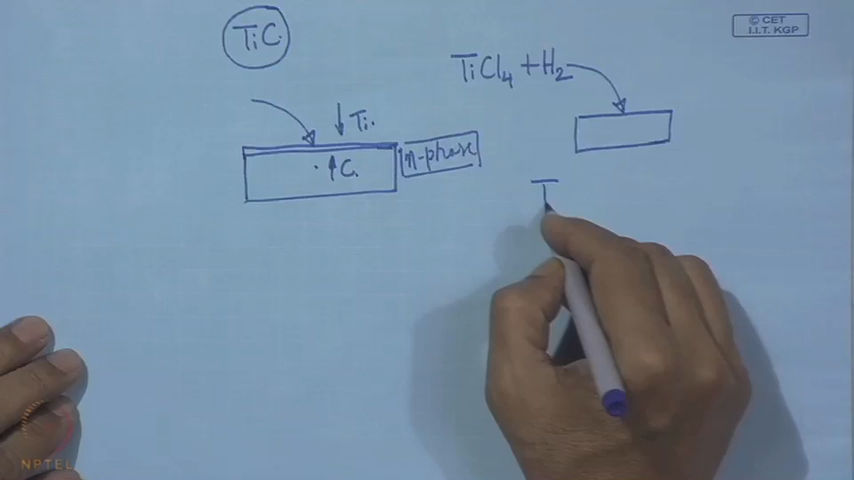 TiC
© CET
I.I.T. KGP
TiCl4 + H2
Ti
C
η-phase
T
NPTEL